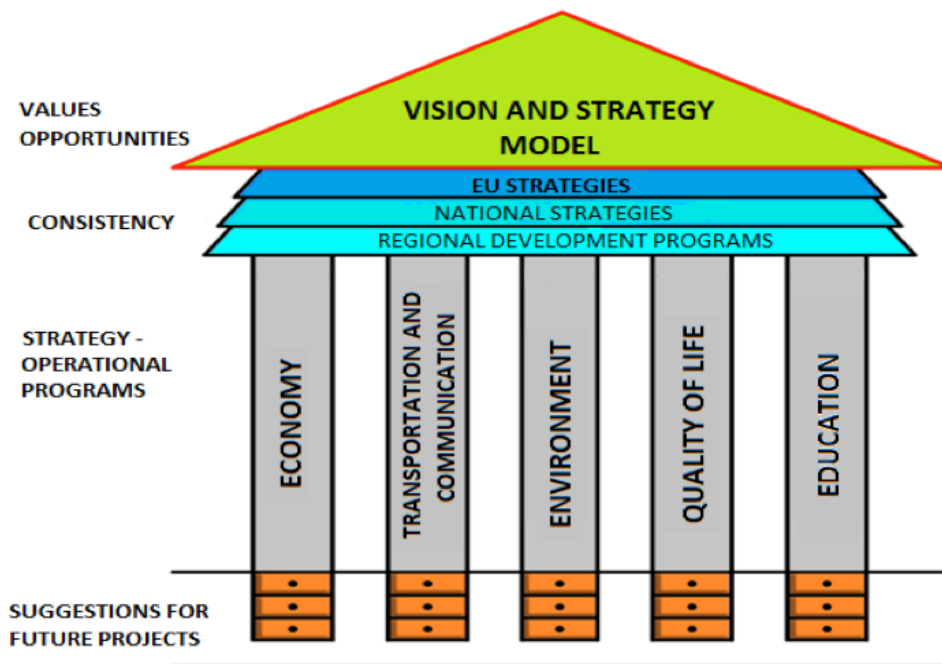 VALUES
OPPORTUNITIES
VISION AND STRATEGY
MODEL
EU STRATEGIES
CONSISTENCY
NATIONAL STRATEGIES
REGIONAL DEVELOPMENT PROGRAMS
STRATEGY -
OPERATIONAL
PROGRAMS
ECONOMY
TRANSPORTATION AND
COMMUNICATION
ENVIRONMENT
QUALITY OF LIFE
EDUCATION
SUGGESTIONS FOR
FUTURE PROJECTS